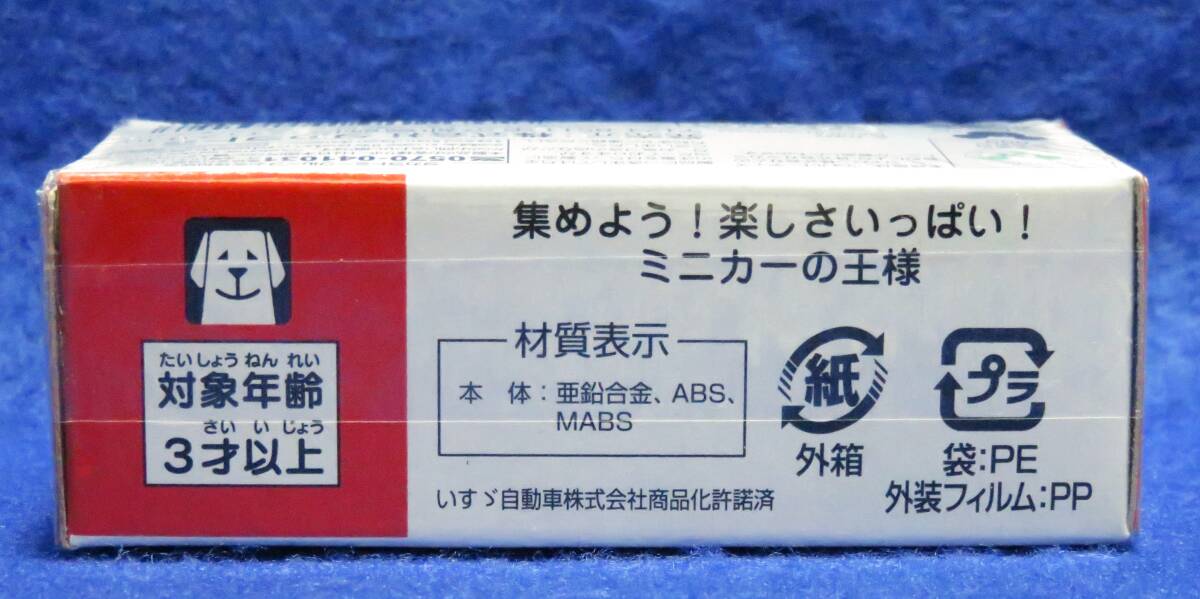 0570-041031
集めよう!楽しさいっぱい!
ミニカーの王様
たいしょう ねん れい
対象年齢
さい い じょう
3才以上
材質表示
本 体:亜鉛合金、ABS、
MABS
いすゞ自動車株式会社商品化許諾済
紙
外箱
プラ
袋:PE
外装フィルム:PP